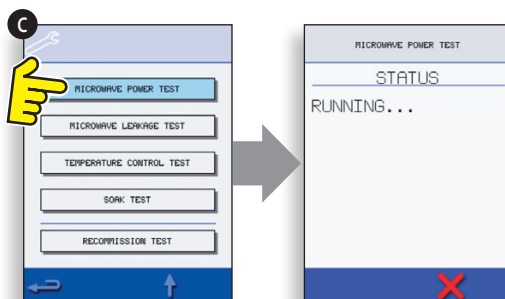 C
MICROWAVE POWER TEST
MICROWAVE LEAKAGE TEST
TEMPERATURE CONTROL TEST
SOAK TEST
RECOMMISSION TEST
MICROWAVE POWER TEST
STATUS
RUNNING...